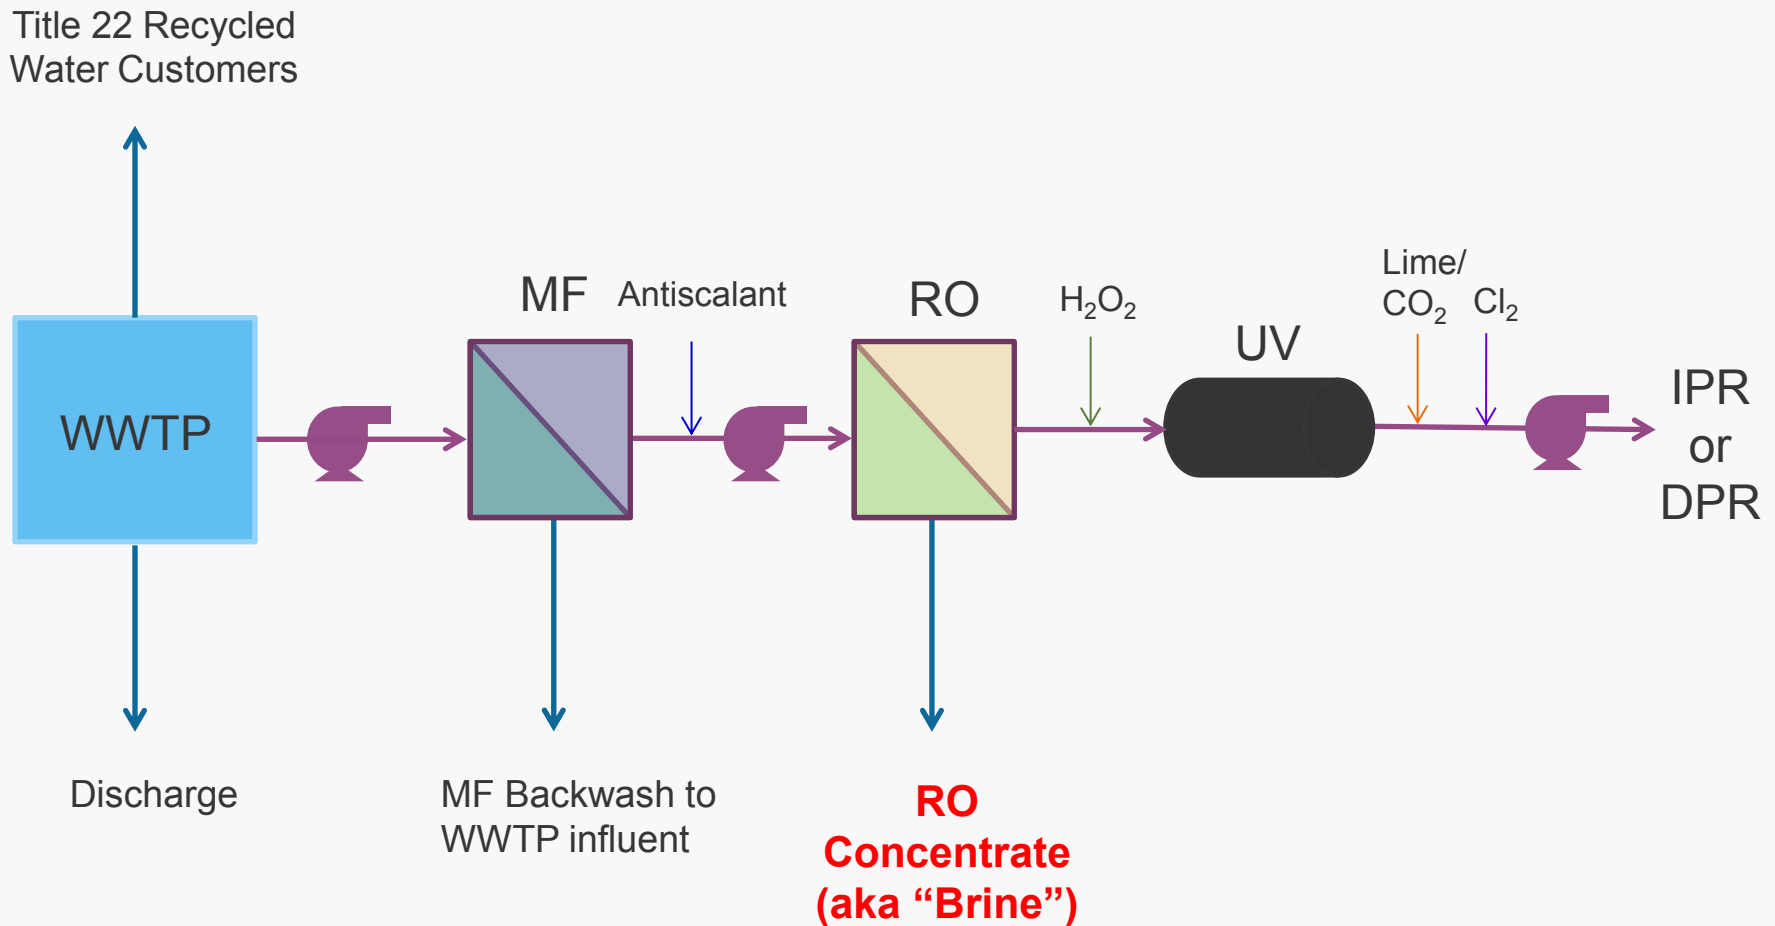 Title 22 Recycled
Water Customers
WWTP
MF
Antiscalant
RO
H₂O₂
UV
Lime/
CO₂
Cl₂
IPR
or
DPR
Discharge
MF Backwash to
WWTP influent
RO
Concentrate
(aka “Brine”)